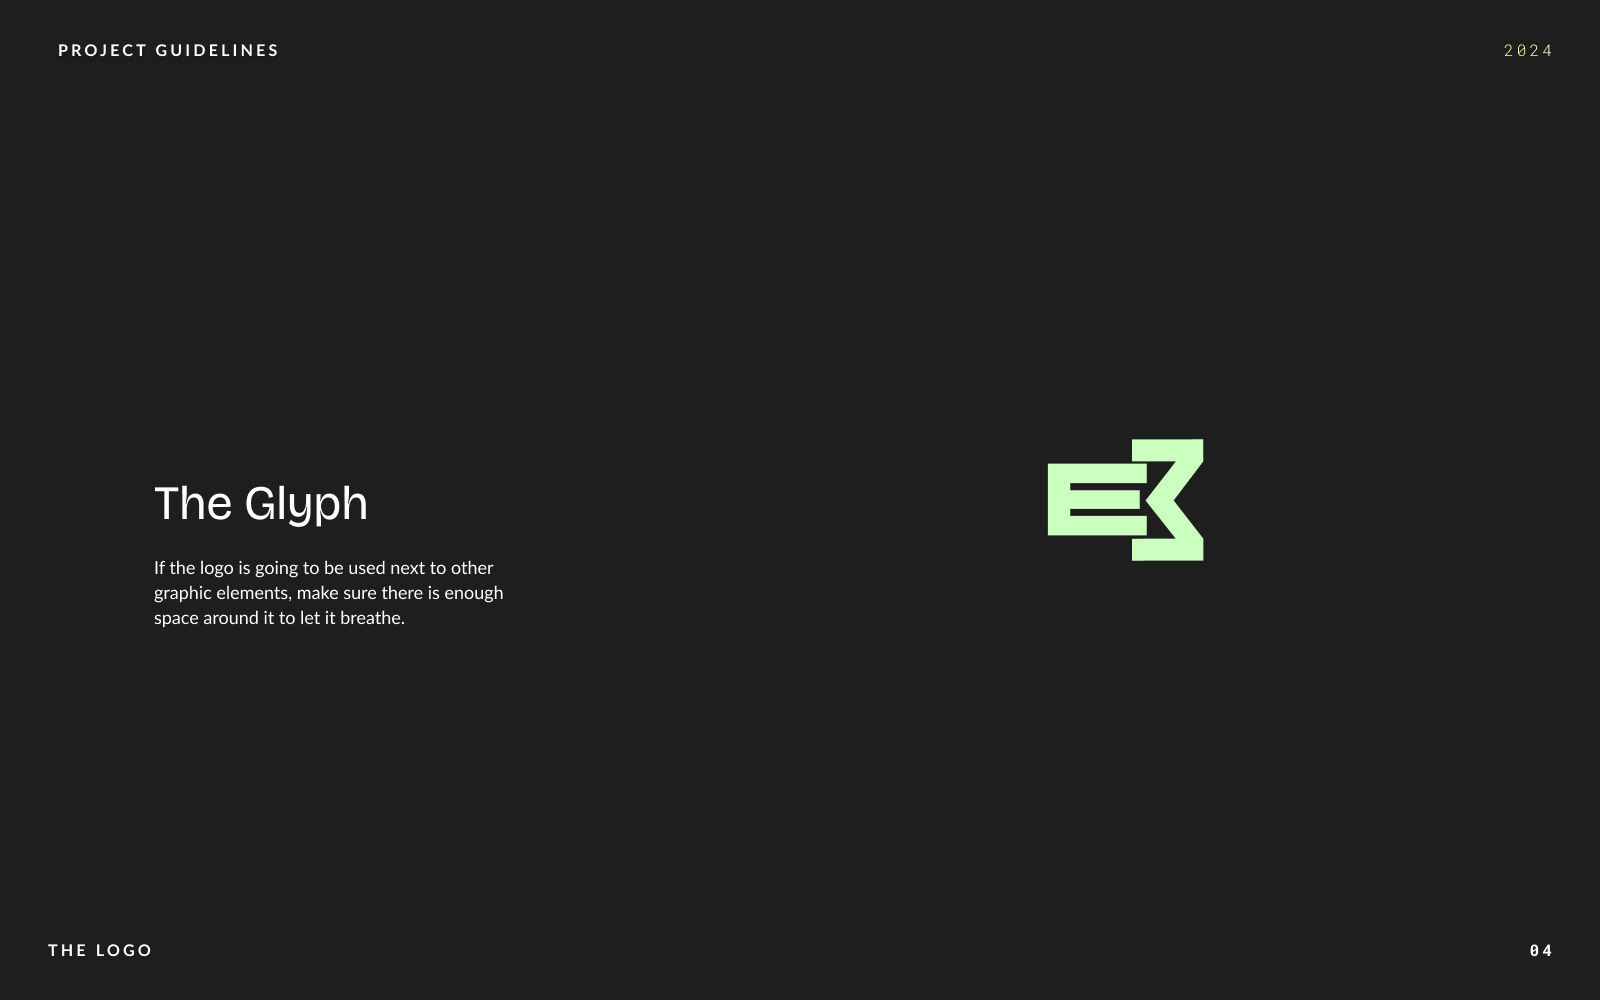 PROJECT GUIDELINES
2024
The Glyph
If the logo is going to be used next to other
graphic elements, make sure there is enough
space around it to let it breathe.
THE LOGO
04